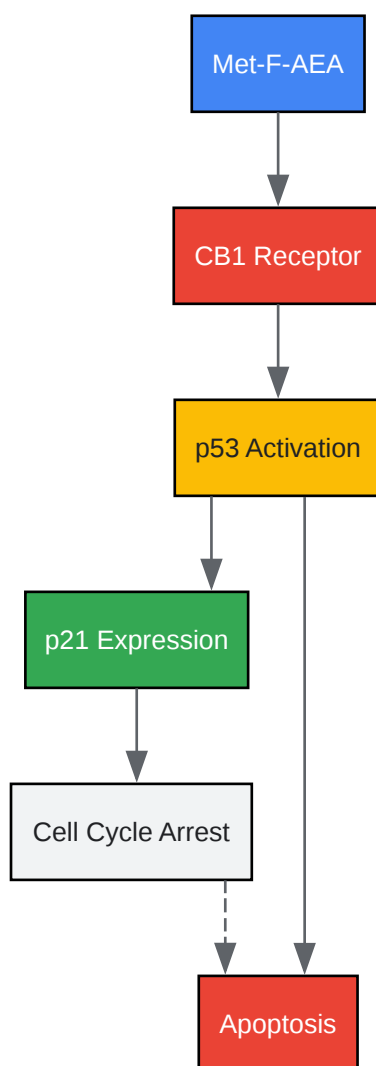 Met-F-AEA
CB1 Receptor
p53 Activation
p21 Expression
Cell Cycle Arrest
Apoptosis